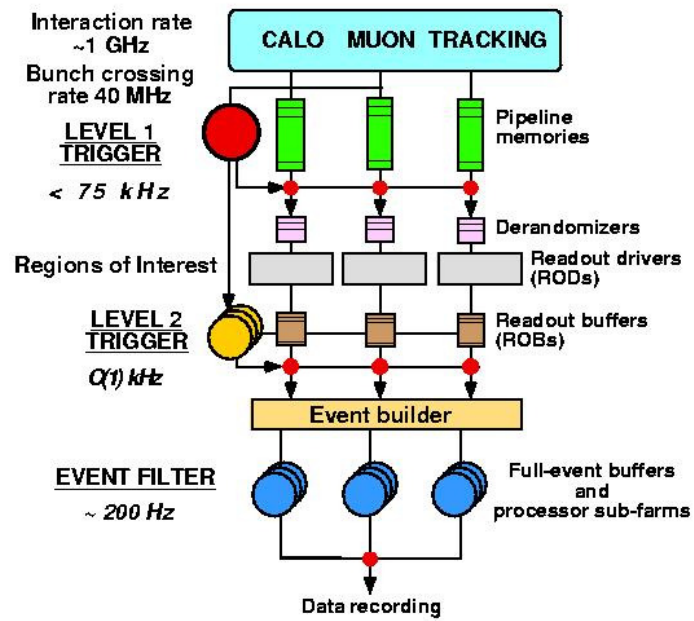 Interaction rate
~1 GHz
CALO MUON TRACKING
Bunch crossing
rate 40 MHz
Pipeline
memories
LEVEL 1
TRIGGER
< 75 kHz
Derandomizers
Regions of Interest
Readout drivers
(RODs)
LEVEL 2
TRIGGER
Readout buffers
(ROBs)
O(1) kHz
Event builder
EVENT FILTER
~ 200 Hz
Full-event buffers
and
processor sub-farms
Data recording